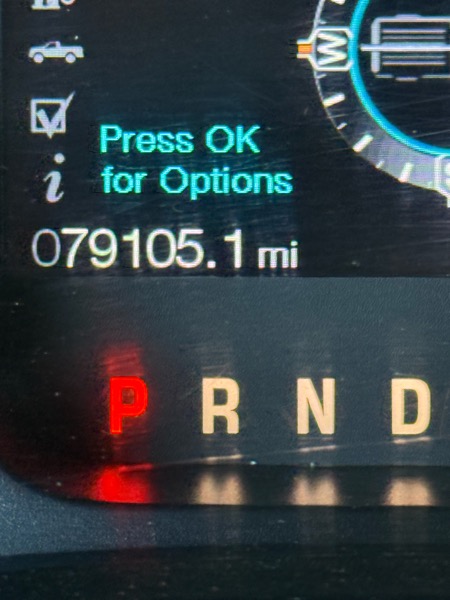 W
Press OK
for Options
i
079105.1 mi
P R N D